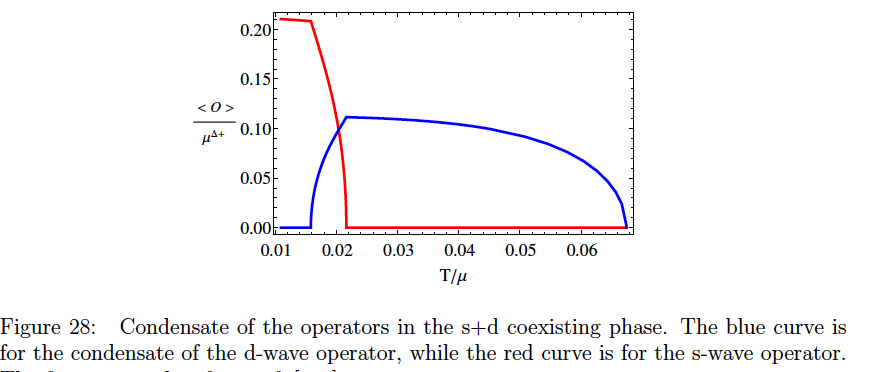 0.20
0.15
< O >
μ^Δ+
0.10
0.05
0.00
0.01 0.02 0.03 0.04 0.05 0.06
T/μ
Figure 28: Condensate of the operators in the s+d coexisting phase. The blue curve is
for the condensate of the d-wave operator, while the red curve is for the s-wave operator.